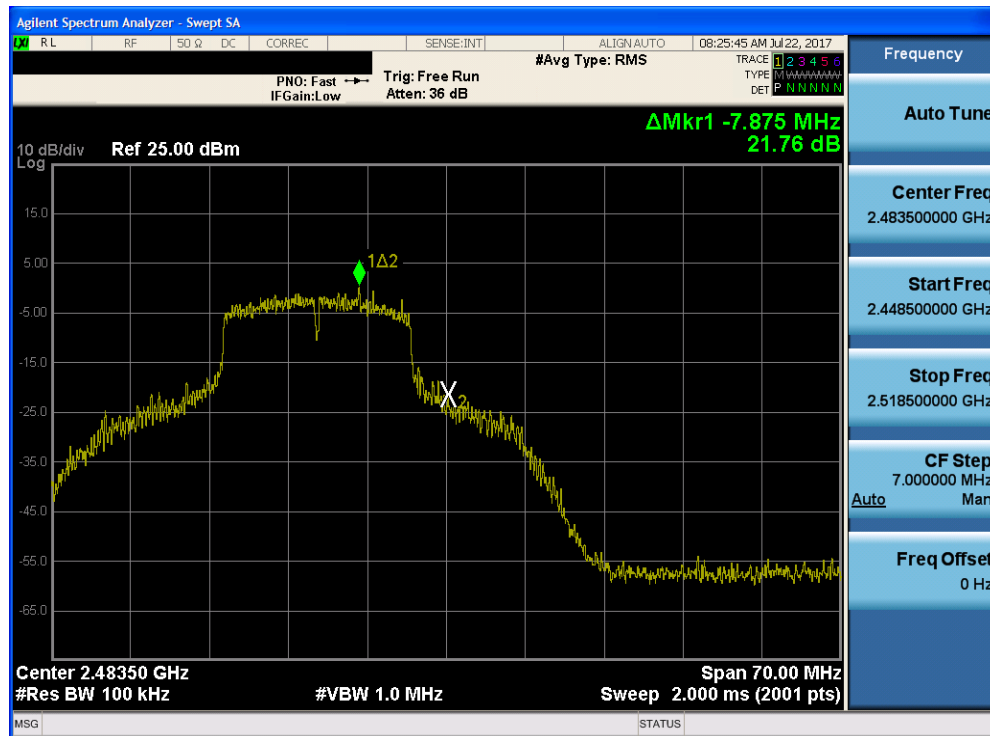 Agilent Spectrum Analyzer - Swept SA
LXI RL RF 50 Ω DC CORREC SENSE:INT ALIGN AUTO 08:25:45 AM Jul 22, 2017
#Avg Type: RMS TRACE 1 2 3 4 5 6
PNO: Fast Trig: Free Run TYPE M W W W W W
IFGain:Low Atten: 36 dB DET P N N N N N
ΔMkr1 -7.875 MHz
10 dB/div Ref 25.00 dBm 21.76 dB
Log
15.0
5.00
1Δ2
-5.00
-15.0
X2
-25.0
-35.0
-45.0
-55.0
-65.0
Center 2.48350 GHz Span 70.00 MHz
#Res BW 100 kHz #VBW 1.0 MHz Sweep 2.000 ms (2001 pts)
MSG STATUS
Frequency
Auto Tune
Center Freq
2.483500000 GHz
Start Freq
2.448500000 GHz
Stop Freq
2.518500000 GHz
CF Step
7.000000 MHz
Auto Man
Freq Offset
0 Hz